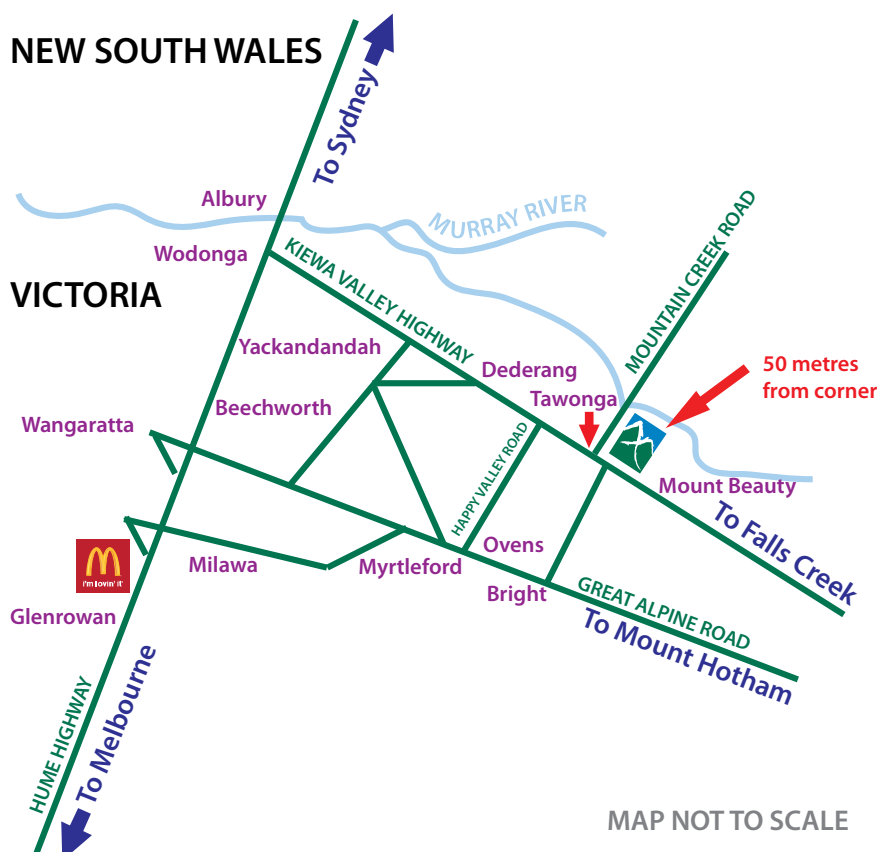 NEW SOUTH WALES
To Sydney
Albury
MURRAY RIVER
Wodonga
KIEWA VALLEY HIGHWAY
MOUNTAIN CREEK ROAD
VICTORIA
Yackandandah
Dederang
50 metres
from corner
Tawonga
Beechworth
Wangaratta
HAPPY VALLEY ROAD
Mount Beauty
To Falls Creek
Ovens
i'm lovin' it
Milawa
Myrtleford
Bright
GREAT ALPINE ROAD
To Mount Hotham
Glenrowan
HUME HIGHWAY
To Melbourne
MAP NOT TO SCALE